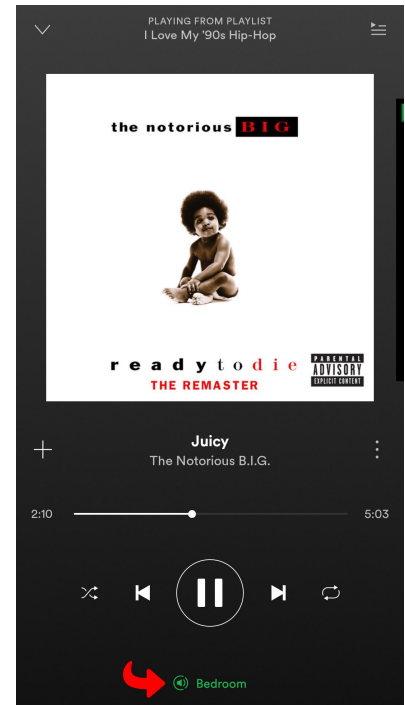 PLAYING FROM PLAYLIST
I Love My '90s Hip-Hop
the notorious B I G
ready to die
THE REMASTER
PARENTAL
ADVISORY
EXPLICIT CONTENT
Juicy
The Notorious B.I.G.
2:10
5:03
Bedroom